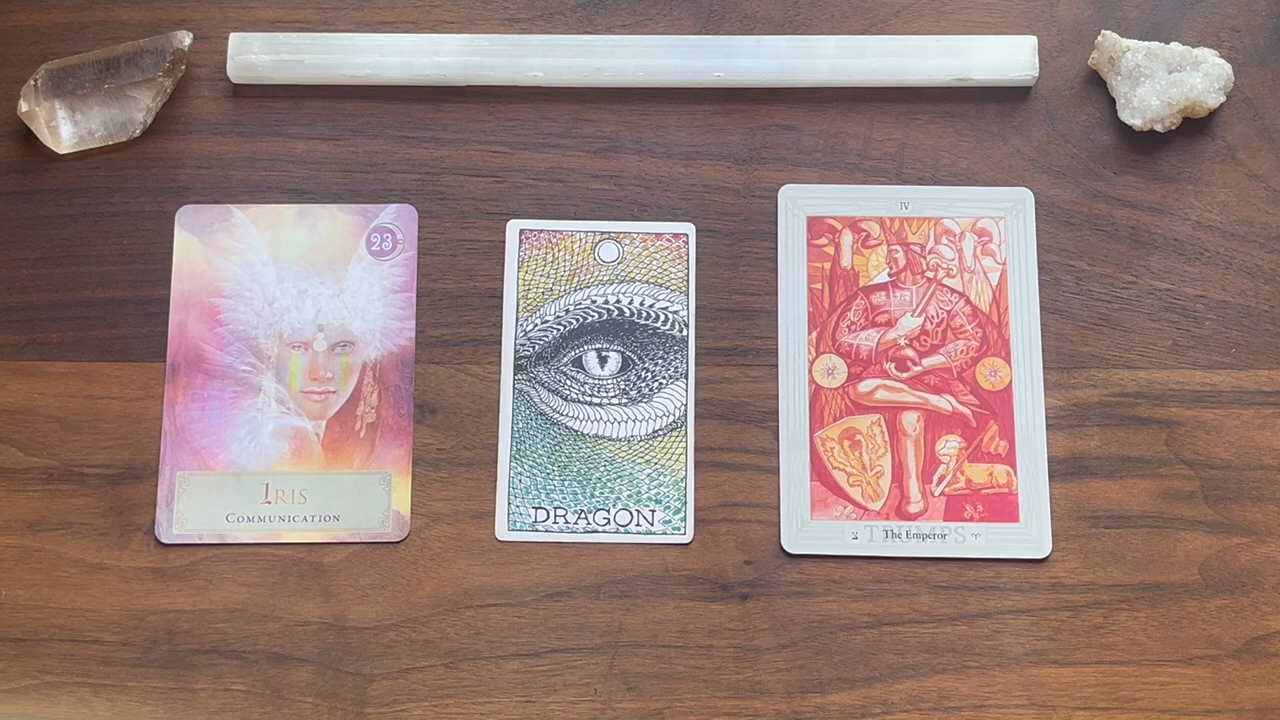 23
IRIS
COMMUNICATION
DRAGON
IV
TRUMPS
צ The Emperor ♈